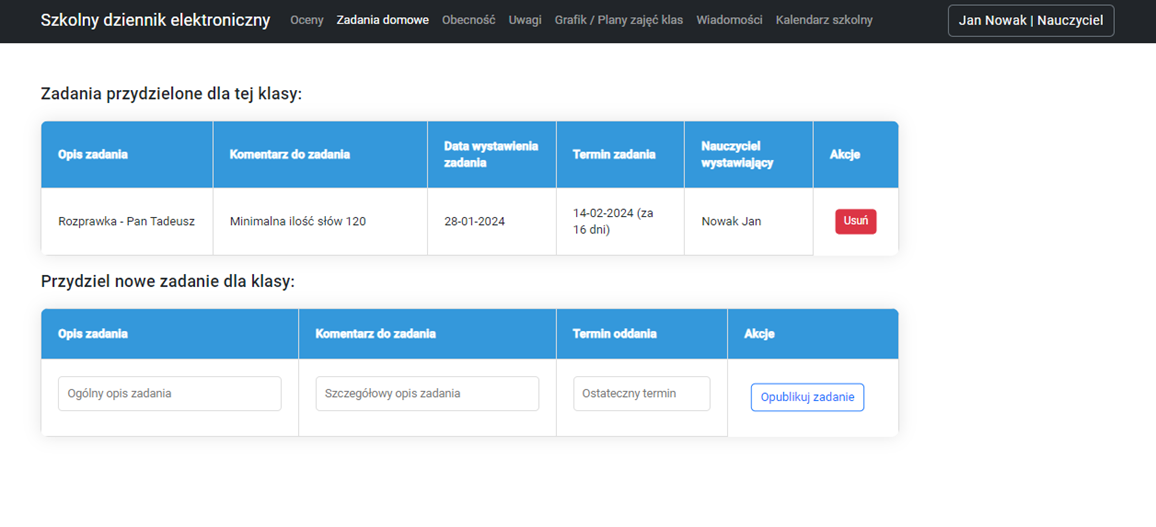 Szkolny dziennik elektroniczny Oceny Zadania domowe Obecność Uwagi Grafik / Plany zajęć klas Wiadomości Kalendarz szkolny Jan Nowak | Nauczyciel
Zadania przydzielone dla tej klasy:
Opis zadania Komentarz do zadania Data wystawienia zadania Termin zadania Nauczyciel wystawiający Akcje
Rozprawka - Pan Tadeusz Minimalna ilość słów 120 28-01-2024 14-02-2024 (za 16 dni) Nowak Jan Usuń
Przydziel nowe zadanie dla klasy:
Opis zadania Komentarz do zadania Termin oddania Akcje
Ogólny opis zadania Szczegółowy opis zadania Ostateczny termin Opublikuj zadanie